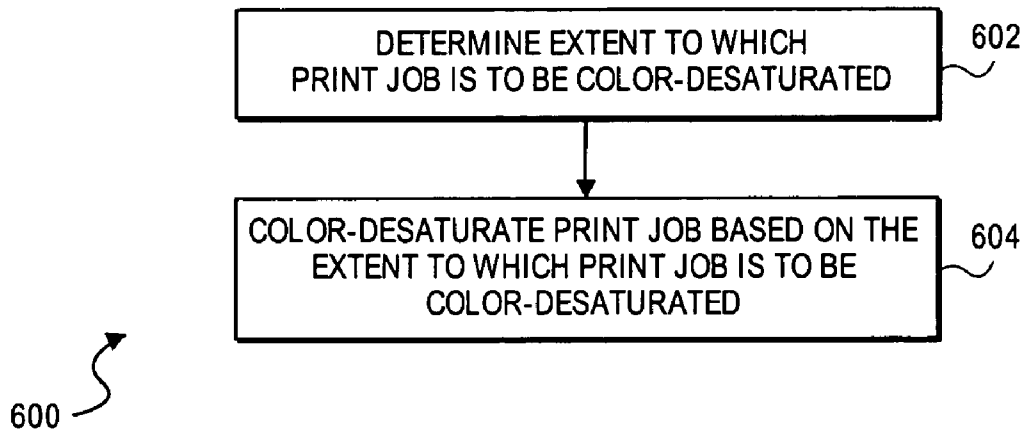 DETERMINE EXTENT TO WHICH
PRINT JOB IS TO BE COLOR-DESATURATED
602
COLOR-DESATURATE PRINT JOB BASED ON THE
EXTENT TO WHICH PRINT JOB IS TO BE
COLOR-DESATURATED
604
600